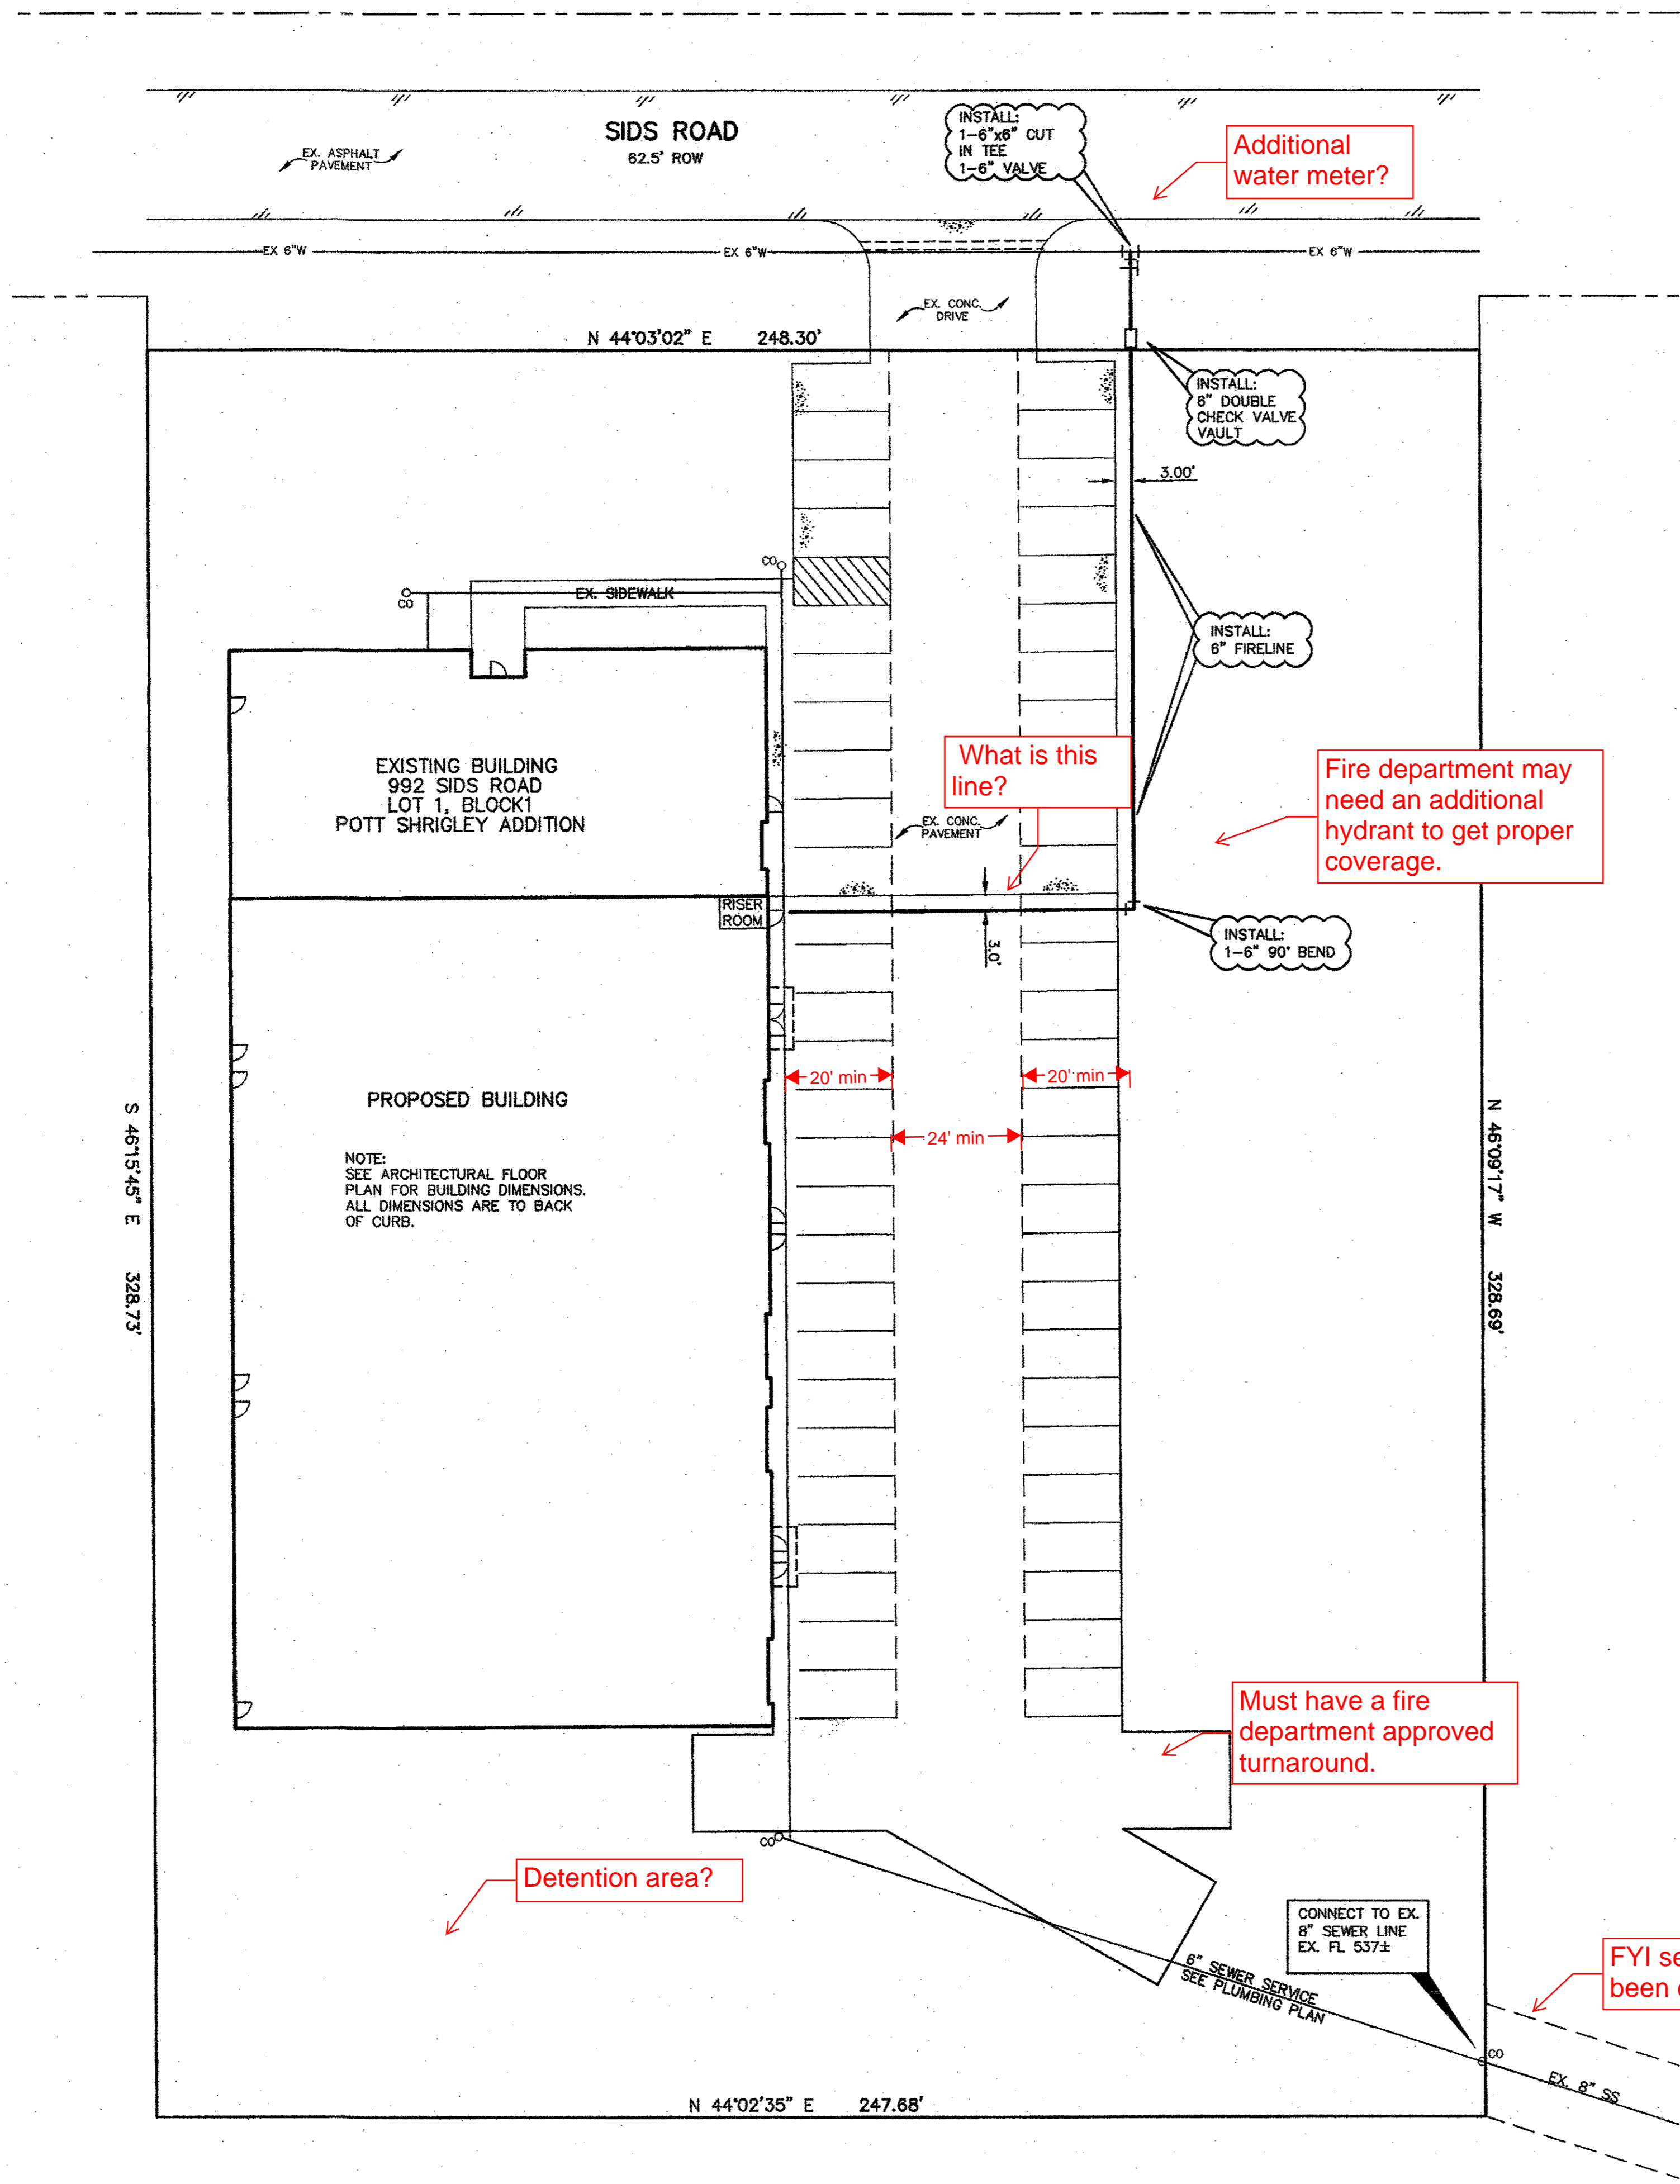 SIDS ROAD
62.5' ROW
EX. ASPHALT
PAVEMENT
INSTALL:
1-6"x6" CUT
IN TEE
1-6" VALVE
Additional
water meter?
EX 6"W
EX 6"W
EX 6"W
EX. CONC.
DRIVE
N 44°03'02" E 248.30'
INSTALL:
6" DOUBLE
CHECK VALVE
VAULT
3.00'
CO
CO
EX. SIDEWALK
INSTALL:
6" FIRELINE
EXISTING BUILDING
992 SIDS ROAD
LOT 1, BLOCK1
POTT SHRIGLEY ADDITION
What is this
line?
Fire department may
need an additional
hydrant to get proper
coverage.
EX. CONC.
PAVEMENT
RISER
ROOM
3.0'
INSTALL:
1-6" 90° BEND
20' min
20' min
24' min
PROPOSED BUILDING
NOTE:
SEE ARCHITECTURAL FLOOR
PLAN FOR BUILDING DIMENSIONS.
ALL DIMENSIONS ARE TO BACK
OF CURB.
S 46°15'45" E 328.73'
N 46°09'17" W 328.69'
Must have a fire
department approved
turnaround.
CO
Detention area?
CONNECT TO EX.
8" SEWER LINE
EX. FL 537±
6" SEWER SERVICE
SEE PLUMBING PLAN
FYI
been
CO
EX. 8" SS
N 44°02'35" E 247.68'